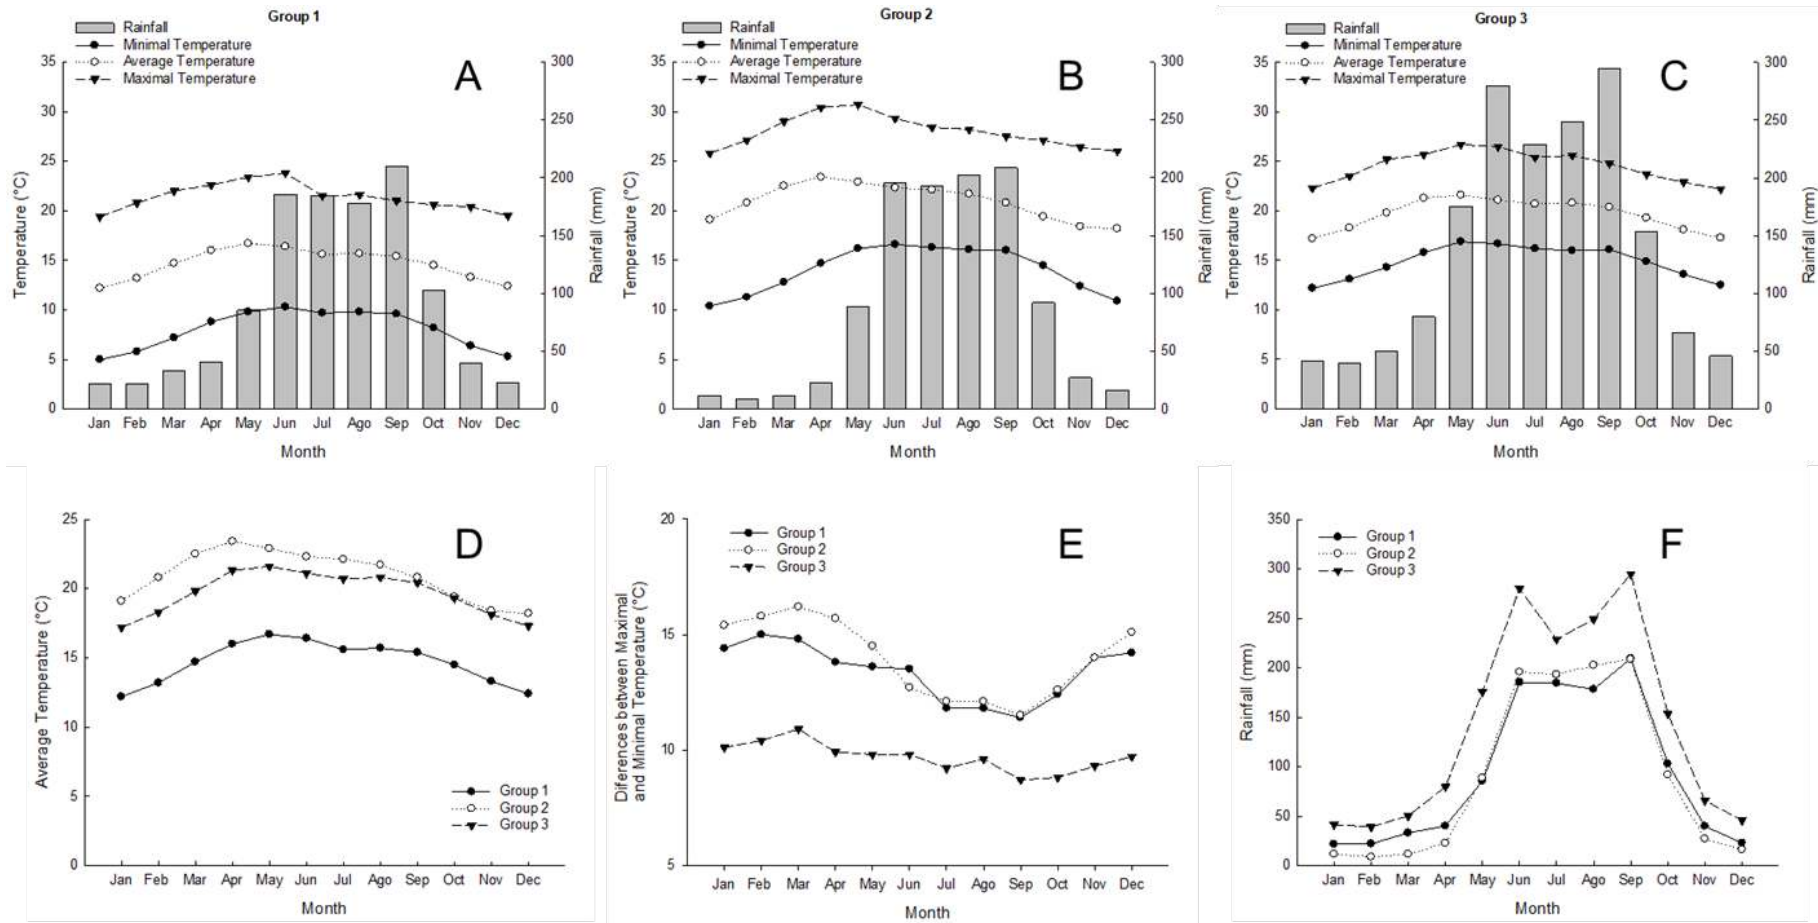 Group 1
Rainfall
Minimal Temperature
Average Temperature
Maximal Temperature
A
35
30
25
20
15
10
5
0
Temperature (°C)
300
250
200
150
100
50
0
Rainfall (mm)
Jan Feb Mar Apr May Jun Jul Ago Sep Oct Nov Dec
Month
Group 2
Rainfall
Minimal Temperature
Average Temperature
Maximal Temperature
B
35
30
25
20
15
10
5
0
Temperature (°C)
300
250
200
150
100
50
0
Rainfall (mm)
Jan Feb Mar Apr May Jun Jul Ago Sep Oct Nov Dec
Month
Group 3
Rainfall
Minimal Temperature
Average Temperature
Maximal Temperature
C
35
30
25
20
15
10
5
0
Temperature (°C)
300
250
200
150
100
50
0
Rainfall (mm)
Jan Feb Mar Apr May Jun Jul Ago Sep Oct Nov Dec
Month
D
25
20
15
10
5
0
Average Temperature (°C)
Group 1
Group 2
Group 3
Jan Feb Mar Apr May Jun Jul Ago Sep Oct Nov Dec
Month
E
Group 1
Group 2
Group 3
20
15
10
5
Diferences between Maximal
and Minimal Temperature (°C)
Jan Feb Mar Apr May Jun Jul Ago Sep Oct Nov Dec
Month
F
Group 1
Group 2
Group 3
350
300
250
200
150
100
50
0
Rainfall (mm)
Jan Feb Mar Apr May Jun Jul Ago Sep Oct Nov Dec
Month